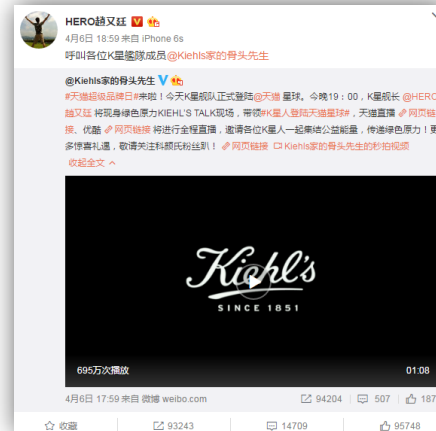 HERO趙又廷
4月6日 18:59 来自 iPhone 6s
呼叫各位K星艦隊成員@Kiehls家的骨头先生
@Kiehls家的骨头先生
#天猫超级品牌日#来啦！今天K星舰队正式登陆@天猫 星球。今晚19：00，K星舰长 @HERO
趙又廷 将现身绿色原力KIEHL'S TALK现场，带领#K星人登陆天猫星球#，天猫直播 网页链
接、优酷 网页链接 将进行全程直播，邀请各位K星人一起集结公益能量，传递绿色原力！更
多惊喜礼遇，敬请关注科颜氏粉丝趴！ 网页链接 Kiehls家的骨头先生的秒拍视频
收起全文
Kiehl's
SINCE 1851
695万次播放 01:08
4月6日 17:59 来自 微博 weibo.com 94204 507 187
收藏 93243 14709 95748